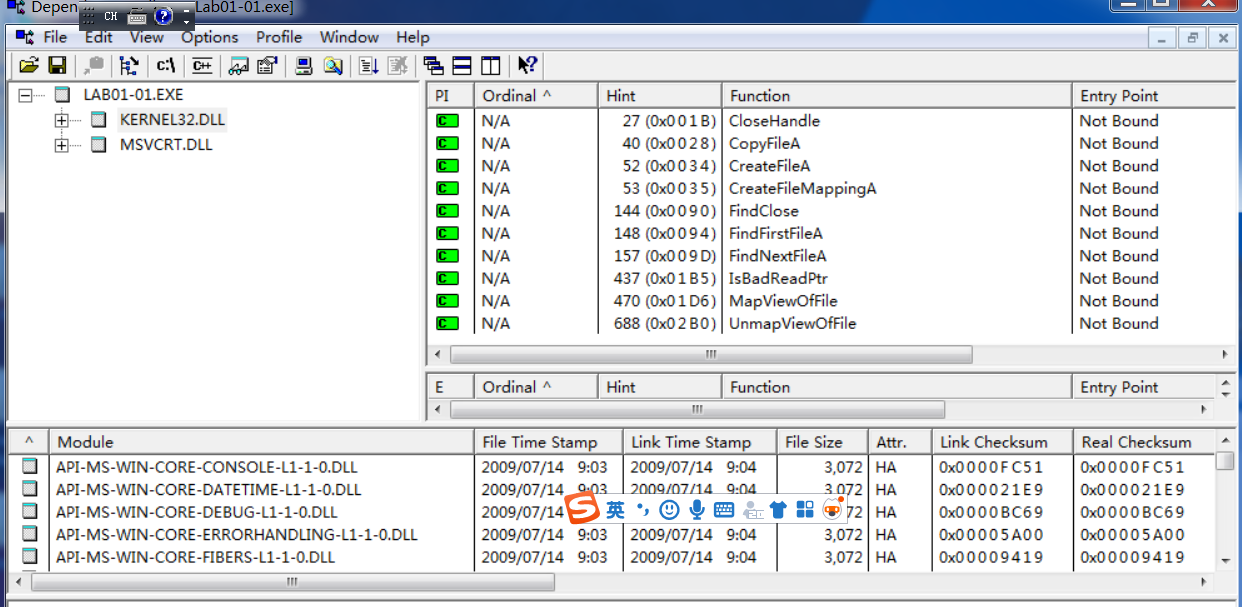 Depen Lab01-01.exe]
CH
File Edit View Options Profile Window Help
c:\ C++
LAB01-01.EXE
KERNEL32.DLL
MSVCRT.DLL
PI Ordinal ^ Hint Function Entry Point
C N/A 27 (0x001B) CloseHandle Not Bound
C N/A 40 (0x0028) CopyFileA Not Bound
C N/A 52 (0x0034) CreateFileA Not Bound
C N/A 53 (0x0035) CreateFileMappingA Not Bound
C N/A 144 (0x0090) FindClose Not Bound
C N/A 148 (0x0094) FindFirstFileA Not Bound
C N/A 157 (0x009D) FindNextFileA Not Bound
C N/A 437 (0x01B5) IsBadReadPtr Not Bound
C N/A 470 (0x01D6) MapViewOfFile Not Bound
C N/A 688 (0x02B0) UnmapViewOfFile Not Bound
E Ordinal ^ Hint Function Entry Point
^ Module File Time Stamp Link Time Stamp File Size Attr. Link Checksum Real Checksum
API-MS-WIN-CORE-CONSOLE-L1-1-0.DLL 2009/07/14 9:03 2009/07/14 9:04 3,072 HA 0x0000FC51 0x0000FC51
API-MS-WIN-CORE-DATETIME-L1-1-0.DLL 2009/07/14 9:03 2009/07/14 9:04 3,072 HA 0x000021E9 0x000021E9
API-MS-WIN-CORE-DEBUG-L1-1-0.DLL 2009/07/14 72 HA 0x0000BC69 0x0000BC69
S 英
API-MS-WIN-CORE-ERRORHANDLING-L1-1-0.DLL 2009/07/14 9:03 2009/07/14 9:04 3,072 HA 0x00005A00 0x00005A00
API-MS-WIN-CORE-FIBERS-L1-1-0.DLL 2009/07/14 9:03 2009/07/14 9:04 3,072 HA 0x00009419 0x00009419